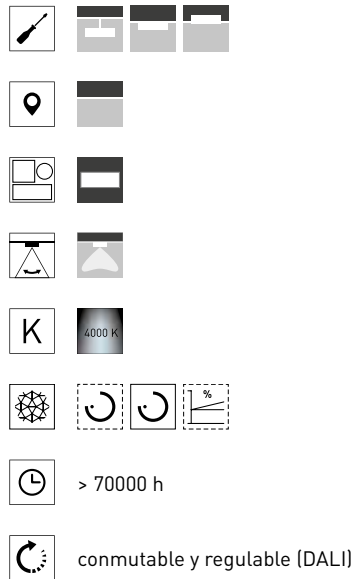 K 4000 K
%
> 70000 h
conmutable y regulable (DALI)